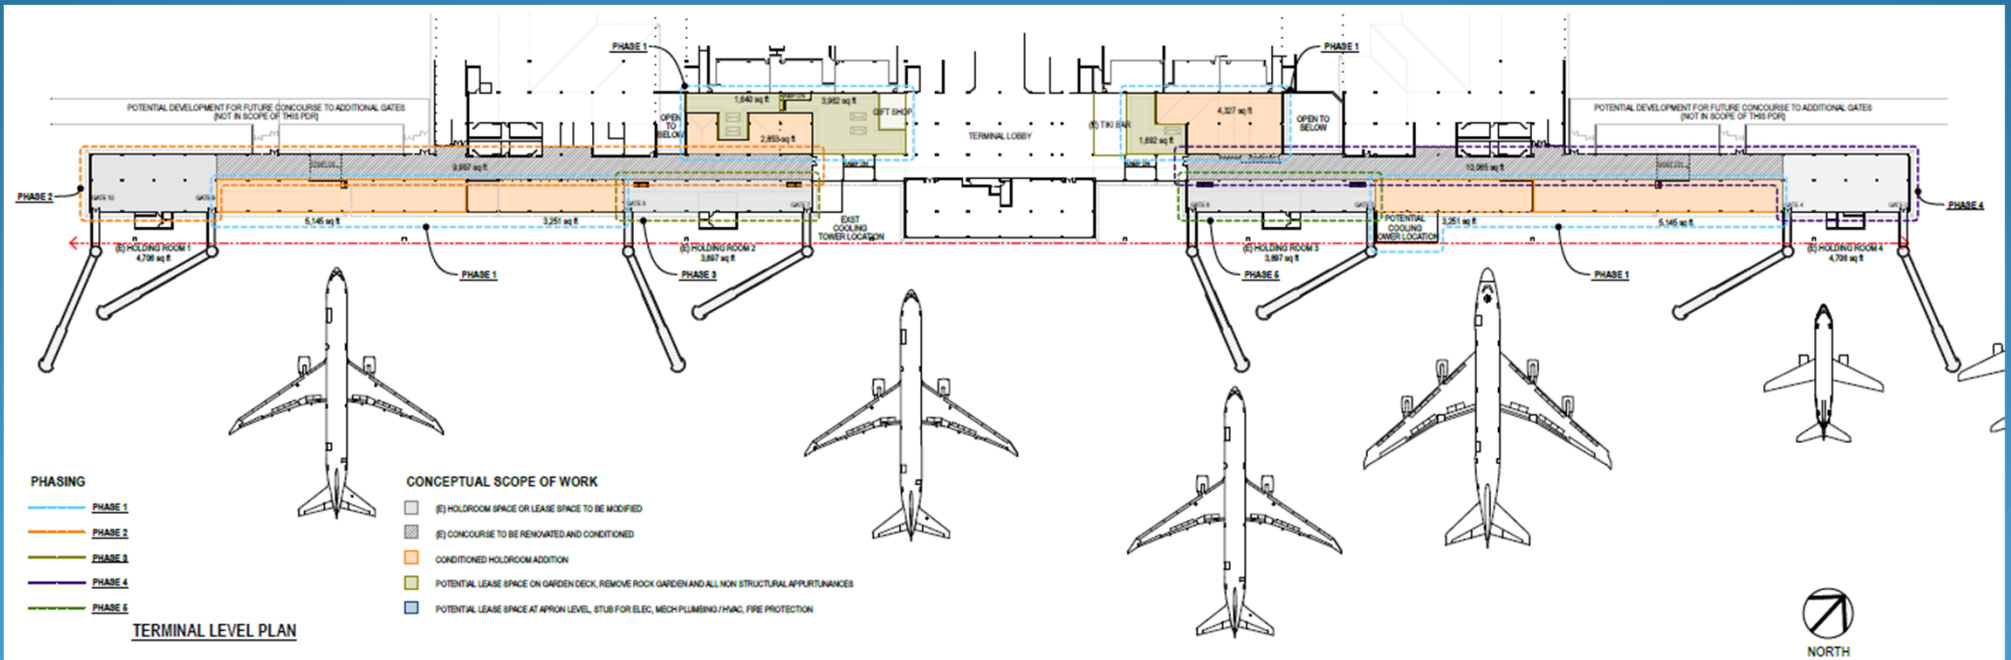 PHASE 1
PHASE 1
1,640 sq ft
3,962 sq ft
GIFT SHOP
4,327 sq ft
POTENTIAL DEVELOPMENT FOR FUTURE CONCOURSE TO ADDITIONAL GATES
(NOT IN SCOPE OF THIS PDR)
OPEN
TO
BELOW
2,853 sq ft
TERMINAL LOBBY
(E) TIKI BAR
1,692 sq ft
OPEN TO
BELOW
POTENTIAL DEVELOPMENT FOR FUTURE CONCOURSE TO ADDITIONAL GATES
(NOT IN SCOPE OF THIS PDR)
10,965 sq ft
PHASE 2
GATE 10
PHASE 4
5,145 sq ft
3,251 sq ft
EXIST
COOLING
TOWER LOCATION
POTENTIAL
COOLING
TOWER LOCATION
3,251 sq ft
5,145 sq ft
(E) HOLDING ROOM 1
4,706 sq ft
(E) HOLDING ROOM 2
3,897 sq ft
(E) HOLDING ROOM 3
3,897 sq ft
(E) HOLDING ROOM 4
4,706 sq ft
PHASE 1
PHASE 3
PHASE 5
PHASE 1
PHASING
PHASE 1
PHASE 2
PHASE 3
PHASE 4
PHASE 5
CONCEPTUAL SCOPE OF WORK
(E) HOLDROOM SPACE OR LEASE SPACE TO BE MODIFIED
(E) CONCOURSE TO BE RENOVATED AND CONDITIONED
CONDITIONED HOLDROOM ADDITION
POTENTIAL LEASE SPACE ON GARDEN DECK, REMOVE ROCK GARDEN AND ALL NON STRUCTURAL APPURTUNANCES
POTENTIAL LEASE SPACE AT APRON LEVEL, STUB FOR ELEC, MECH PLUMBING / HVAC, FIRE PROTECTION
TERMINAL LEVEL PLAN
NORTH